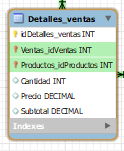 Detalles_ventas
idDetalles_ventas INT
Ventas_idVentas INT
Productos_idProductos INT
Cantidad INT
Precio DECIMAL
Subtotal DECIMAL
Indexes